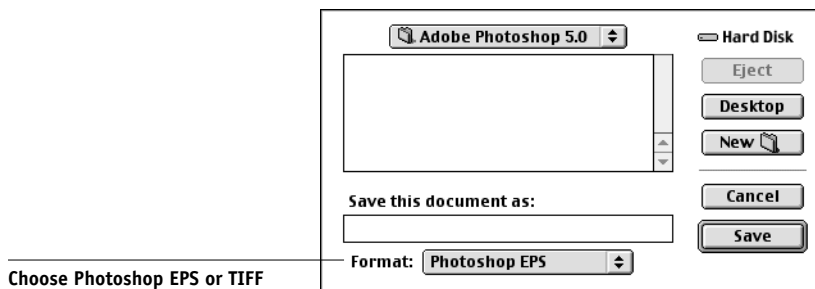 Adobe Photoshop 5.0
Hard Disk
Eject
Desktop
New
Save this document as:
Cancel
Save
Format: Photoshop EPS
Choose Photoshop EPS or TIFF